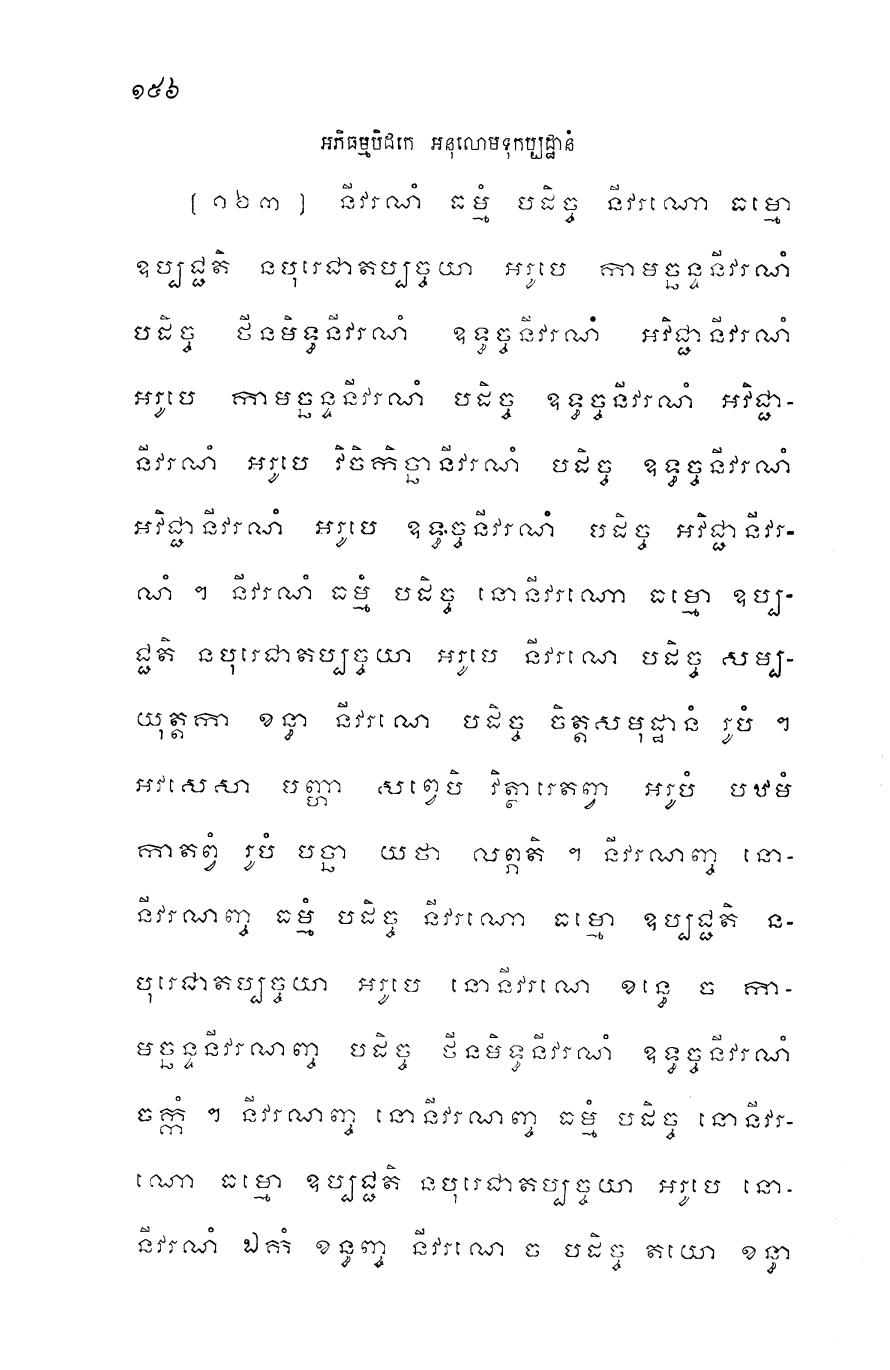 ១៥៦
អភិធម្មបិដកេ អនុលោមទុកប្បដ្ឋានំ
[១៦៣] នីវរណំ ធម្មំ បដិច្ច នីវរណោ ធម្មោ
ឧប្បជ្ជតិ នបុរេជាតប្បច្ចយា អរូបេ កាមច្ឆន្ទនីវរណំ
បដិច្ច ថីនមិទ្ធនីវរណំ ឧទ្ធច្ចនីវរណំ អវិជ្ជានីវរណំ
អរូបេ កាមច្ឆន្ទនីវរណំ បដិច្ច ឧទ្ធច្ចនីវរណំ អវិជ្ជា-
នីវរណំ អរូបេ វិចិកិច្ឆានីវរណំ បដិច្ច ឧទ្ធច្ចនីវរណំ
អវិជ្ជានីវរណំ អរូបេ ឧទ្ធច្ចនីវរណំ បដិច្ច អវិជ្ជានីវរ-
ណំ ។ នីវរណំ ធម្មំ បដិច្ច នោនីវរណោ ធម្មោ ឧប្ប-
ជ្ជតិ នបុរេជាតប្បច្ចយា អរូបេ នីវរណេ បដិច្ច សម្ប-
យុត្តកា ខន្ធា នីវរណេ បដិច្ច ចិត្តសមុដ្ឋានំ រូបំ ។
អវសេសា បញ្ហា សព្វេបិ វិត្ថារេតព្វា អរូបំ បឋមំ
កាតព្វំ រូបំ បច្ឆា យថា លព្ភតិ ។ នីវរណញ្ច នោ-
នីវរណញ្ច ធម្មំ បដិច្ច នីវរណោ ធម្មោ ឧប្បជ្ជតិ ន-
បុរេជាតប្បច្ចយា អរូបេ នោនីវរណេ ខន្ធេ ច កា-
មច្ឆន្ទនីវរណញ្ច បដិច្ច ថីនមិទ្ធនីវរណំ ឧទ្ធច្ចនីវរណំ
ចក្កំ ។ នីវរណញ្ច នោនីវរណញ្ច ធម្មំ បដិច្ច នោនីវរ-
ណោ ធម្មោ ឧប្បជ្ជតិ នបុរេជាតប្បច្ចយា អរូបេ នោ-
នីវរណំ ឯកំ ខន្ធញ្ច នីវរណេ ច បដិច្ច តយោ ខន្ធា